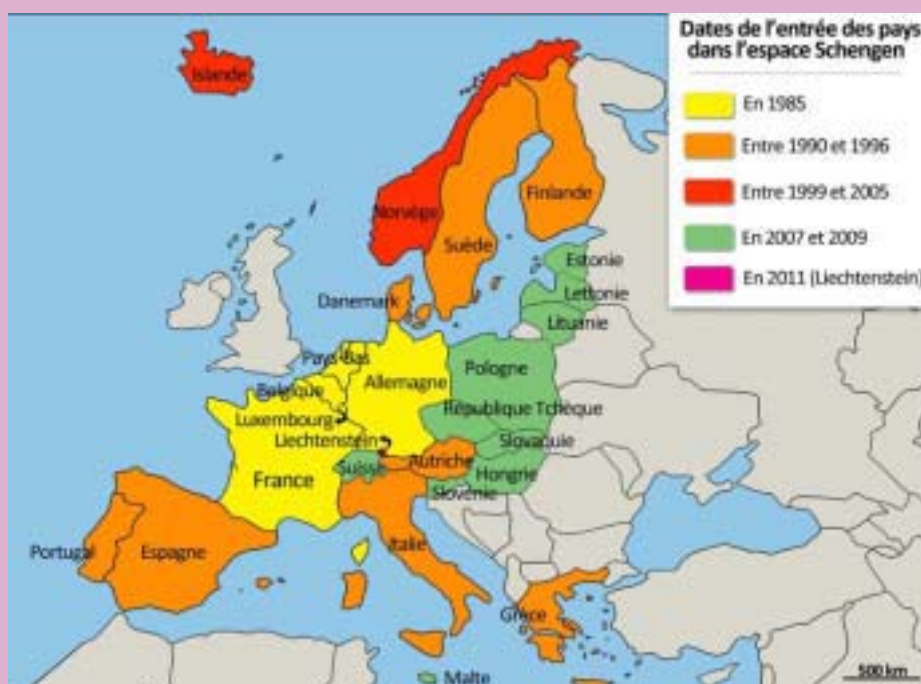 Dates de l'entrée des pays
dans l'espace Schengen
En 1985
Entre 1990 et 1996
Entre 1999 et 2005
En 2007 et 2009
En 2011 (Liechtenstein)
Islande
Norvège
Suède
Finlande
Estonie
Lettonie
Lituanie
Danemark
Pays-Bas
Belgique
Allemagne
Pologne
Luxembourg
République Tchèque
Liechtenstein
Slovaquie
Suisse
Autriche
Hongrie
France
Slovénie
Portugal
Espagne
Italie
Grèce
Malte
500 km